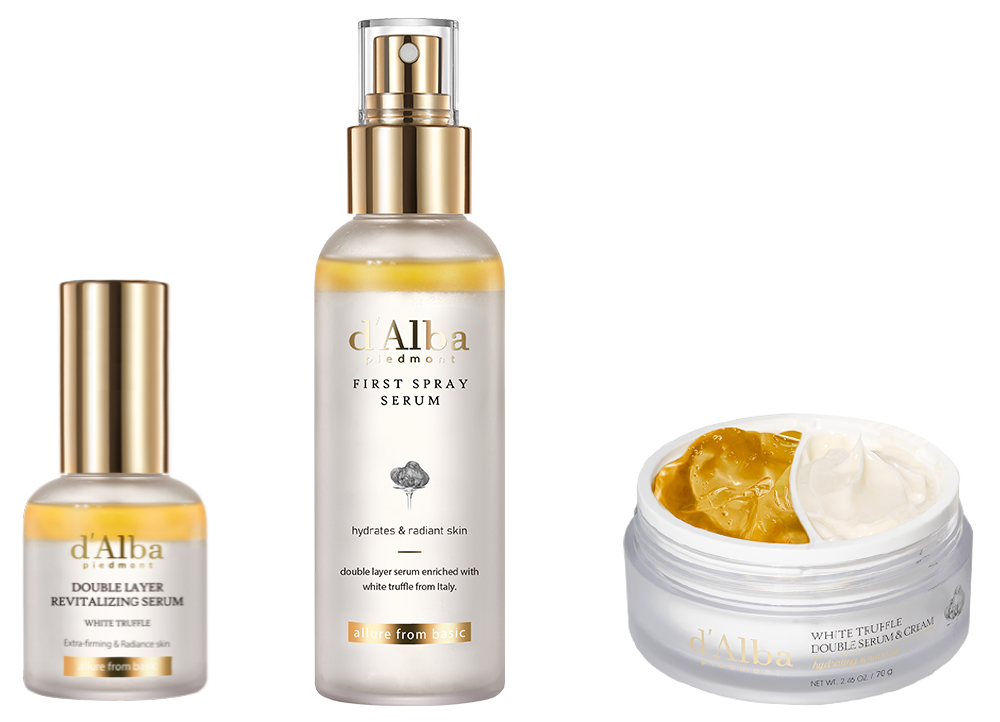 d'Alba
piedmont
DOUBLE LAYER
REVITALIZING SERUM
WHITE TRUFFLE
Extra-firming & Radiance skin
allure from basic
d'Alba
piedmont
FIRST SPRAY
SERUM
hydrates & radiant skin
double layer serum enriched with
white truffle from Italy.
allure from basic
d'Alba
WHITE TRUFFLE
DOUBLE SERUM & CREAM
NET WT. 2.46 OZ / 70 g